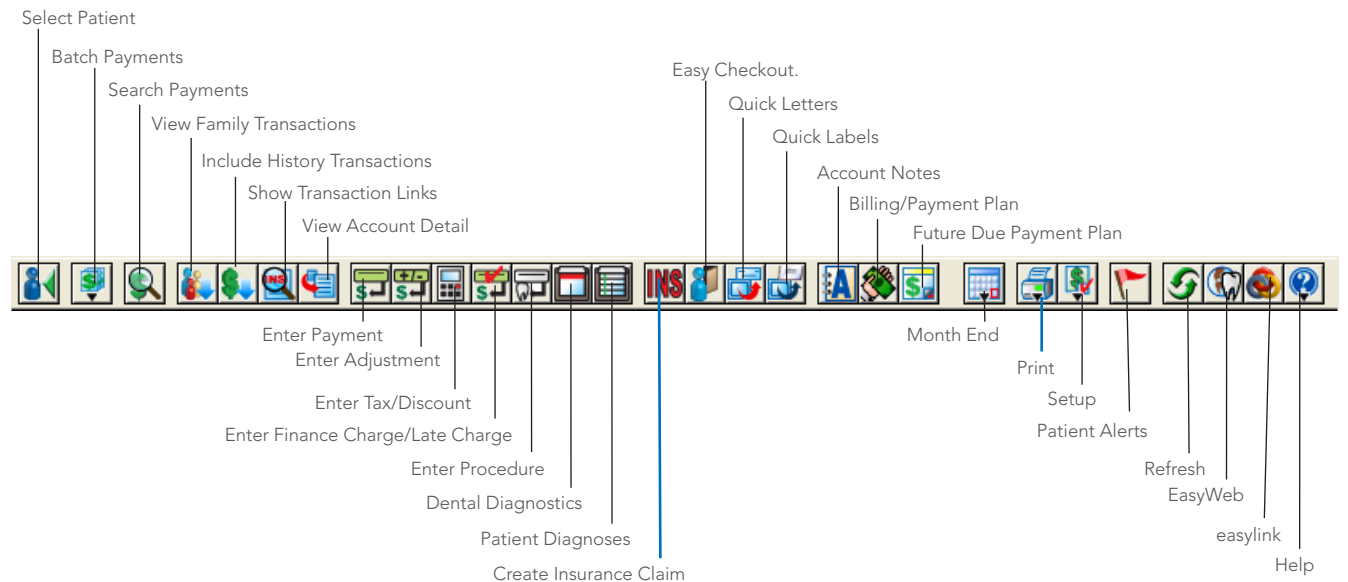 Select Patient
Batch Payments
Search Payments
View Family Transactions
Include History Transactions
Show Transaction Links
View Account Detail
Easy Checkout.
Quick Letters
Quick Labels
Account Notes
Billing/Payment Plan
Future Due Payment Plan
INS
INS
A
Enter Payment
Enter Adjustment
Enter Tax/Discount
Enter Finance Charge/Late Charge
Enter Procedure
Dental Diagnostics
Patient Diagnoses
Create Insurance Claim
Month End
Print
Setup
Patient Alerts
Refresh
EasyWeb
easylink
Help